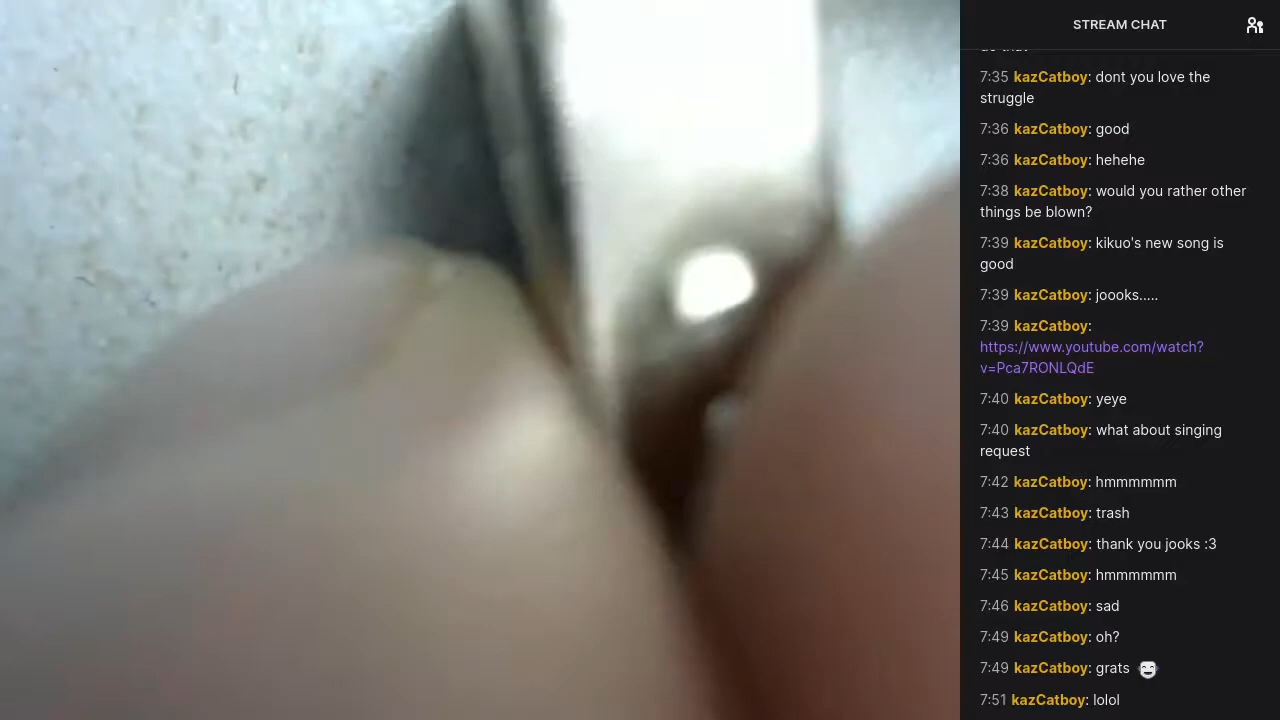 STREAM CHAT
7:35 kazCatboy: dont you love the
struggle
7:36 kazCatboy: good
7:36 kazCatboy: hehehe
7:38 kazCatboy: would you rather other
things be blown?
7:39 kazCatboy: kikuo's new song is
good
7:39 kazCatboy: joooks.....
7:39 kazCatboy:
https://www.youtube.com/watch?
v=Pca7RONLQdE
7:40 kazCatboy: yeye
7:40 kazCatboy: what about singing
request
7:42 kazCatboy: hmmmmmm
7:43 kazCatboy: trash
7:44 kazCatboy: thank you jooks :3
7:45 kazCatboy: hmmmmmm
7:46 kazCatboy: sad
7:49 kazCatboy: oh?
7:49 kazCatboy: grats
7:51 kazCatboy: lolol